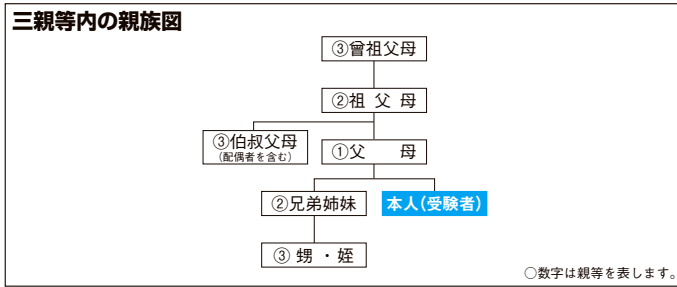 三親等内の親族図
③曾祖父母
②祖父母
③伯叔父母
(配偶者を含む)
①父母
②兄弟姉妹
本人(受験者)
③甥・姪
○数字は親等を表します。